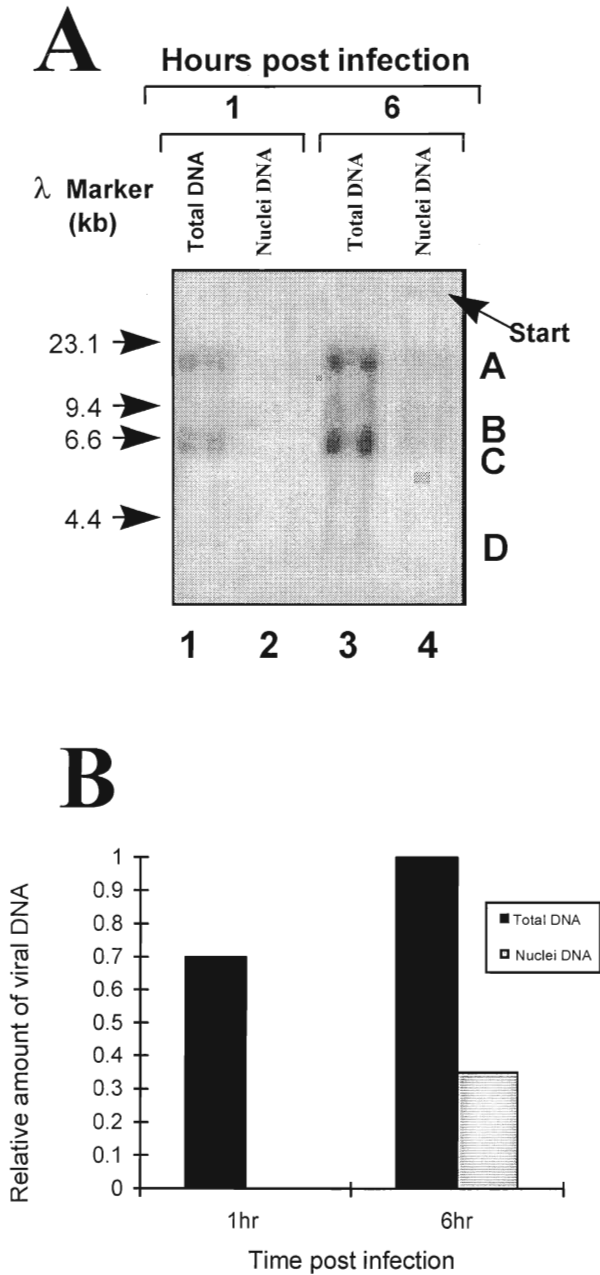 A
Hours post infection
1 6
Total DNA
Nuclei DNA
Total DNA
Nuclei DNA
λ Marker
(kb)
Start
23.1
9.4
6.6
4.4
A
B
C
D
1 2 3 4
B
Relative amount of viral DNA
1
0.9
0.8
0.7
0.6
0.5
0.4
0.3
0.2
0.1
0
Total DNA
Nuclei DNA
1hr 6hr
Time post infection